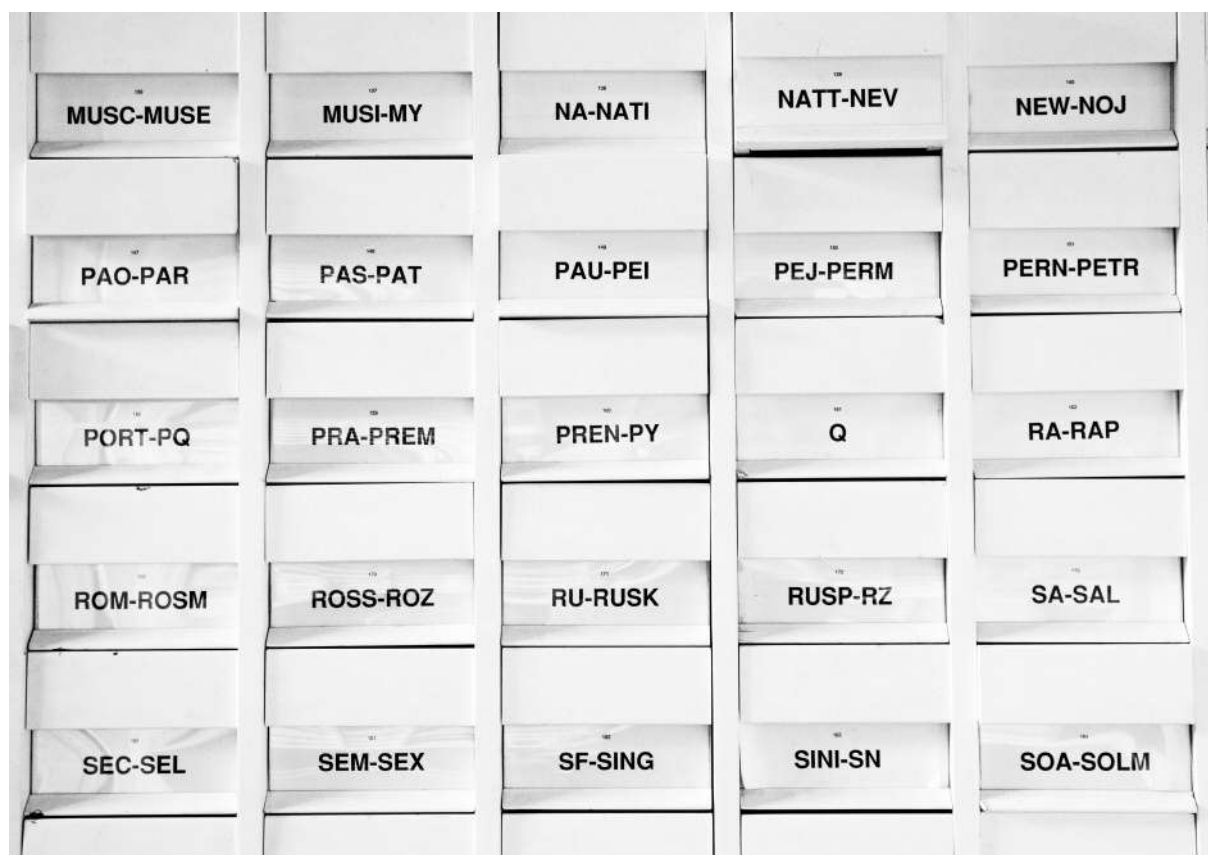 MUSC-MUSE
MUSI-MY
NA-NATI
NATT-NEV
NEW-NOJ
PAO-PAR
PAS-PAT
PAU-PEI
PEJ-PERM
PERN-PETR
PORT-PQ
PRA-PREM
PREN-PY
Q
RA-RAP
ROM-ROSM
ROSS-ROZ
RU-RUSK
RUSP-RZ
SA-SAL
SEC-SEL
SEM-SEX
SF-SING
SINI-SN
SOA-SOLM